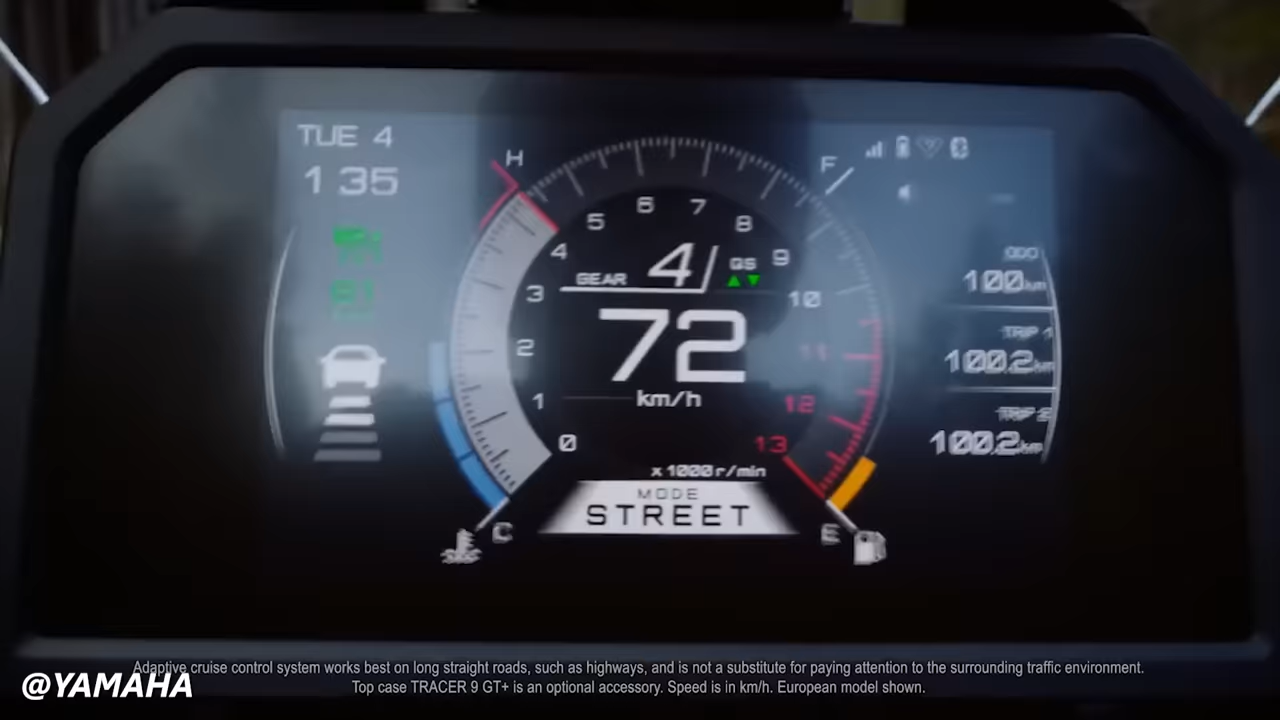 TUE 4
1 35
H
F
0
1
2
3
4
5
6
7
8
9
10
11
12
13
GEAR 4
QS
72
km/h
x 1000 r/min
MODE
STREET
C
E
ODO
100 km
TRIP 1
100.2 km
TRIP 2
100.2 km
Adaptive cruise control system works best on long straight roads, such as highways, and is not a substitute for paying attention to the surrounding traffic environment.
Top case TRACER 9 GT+ is an optional accessory. Speed is in km/h. European model shown.
@YAMAHA